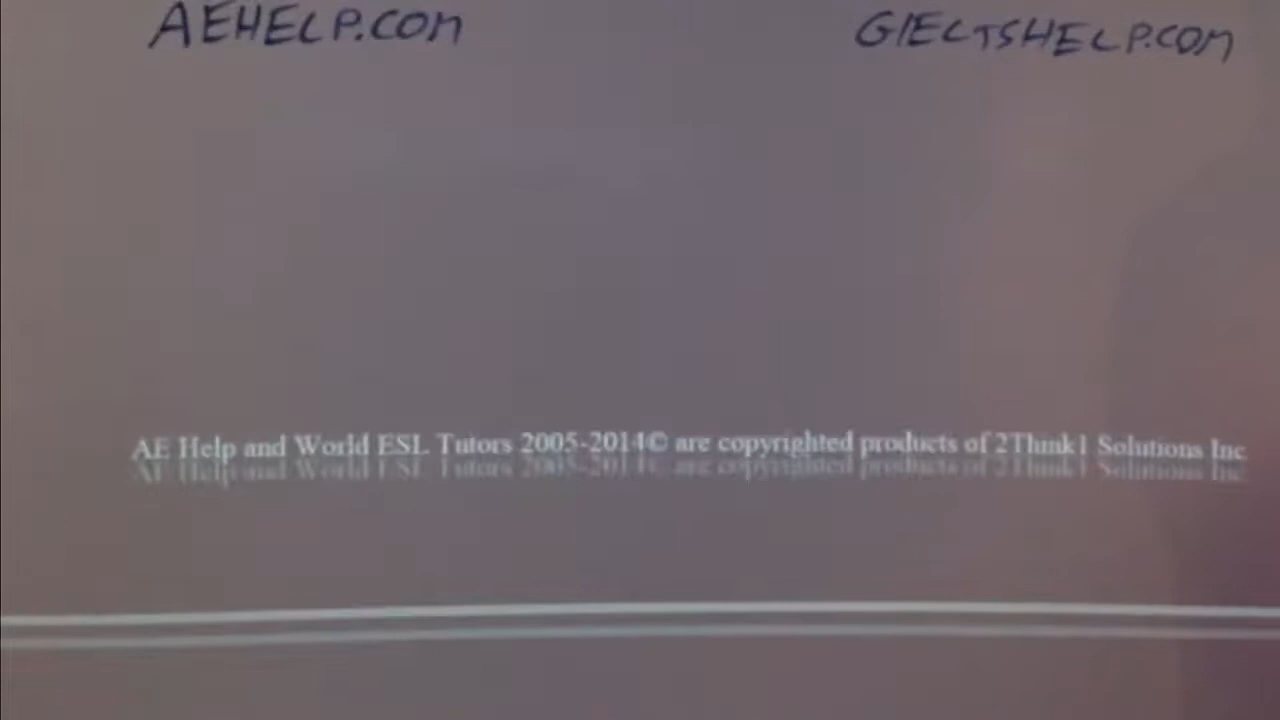 AEHELP.COM
GIELTSHELP.COM
AE Help and World ESL Tutors 2005-2014© are copyrighted products of 2Think1 Solutions Inc